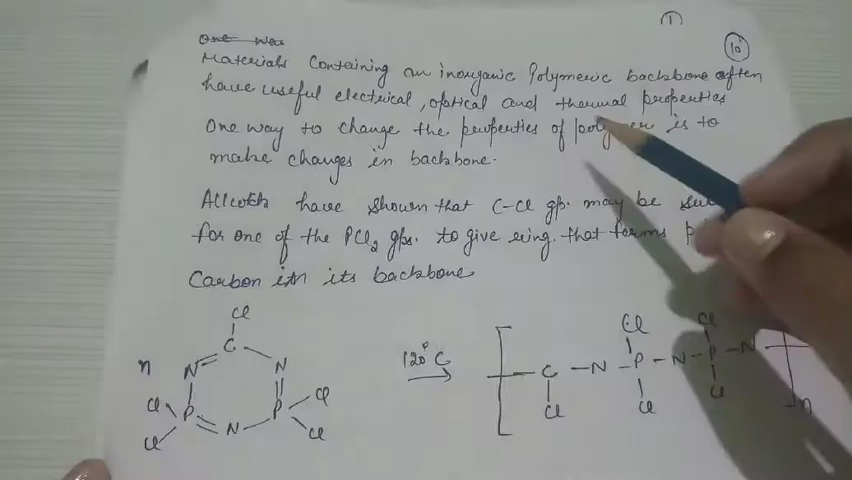 1
10
One way
Materials Containing an inorganic Polymeric backbone often
have useful electrical, optical and thermal properties
One way to change the properties of polymer is to
make changes in backbone.
Allcock have shown that C-Cl gp. may be
for one of the PCl2 gps. to give ring that forms
Carbon in its backbone
Cl
C
n N N
Cl P P Cl
Cl N Cl
120°C
Cl Cl
C - N - P - N - P - N
Cl Cl Cl n